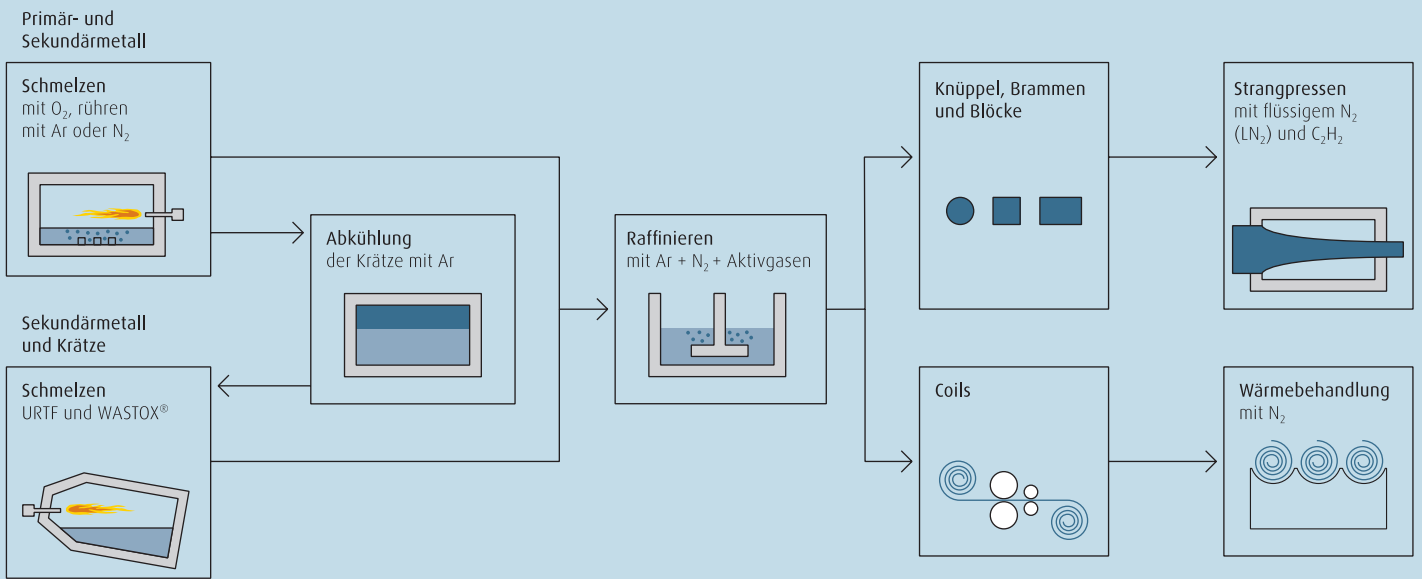 Primär- und
Sekundärmetall
Schmelzen
mit O₂, rühren
mit Ar oder N₂
Abkühlung
der Krätze mit Ar
Sekundärmetall
und Krätze
Schmelzen
URTF und WASTOX®
Raffinieren
mit Ar + N₂ + Aktivgasen
Knüppel, Brammen
und Blöcke
Strangpressen
mit flüssigem N₂
(LN₂) und C₂H₂
Coils
Wärmebehandlung
mit N₂